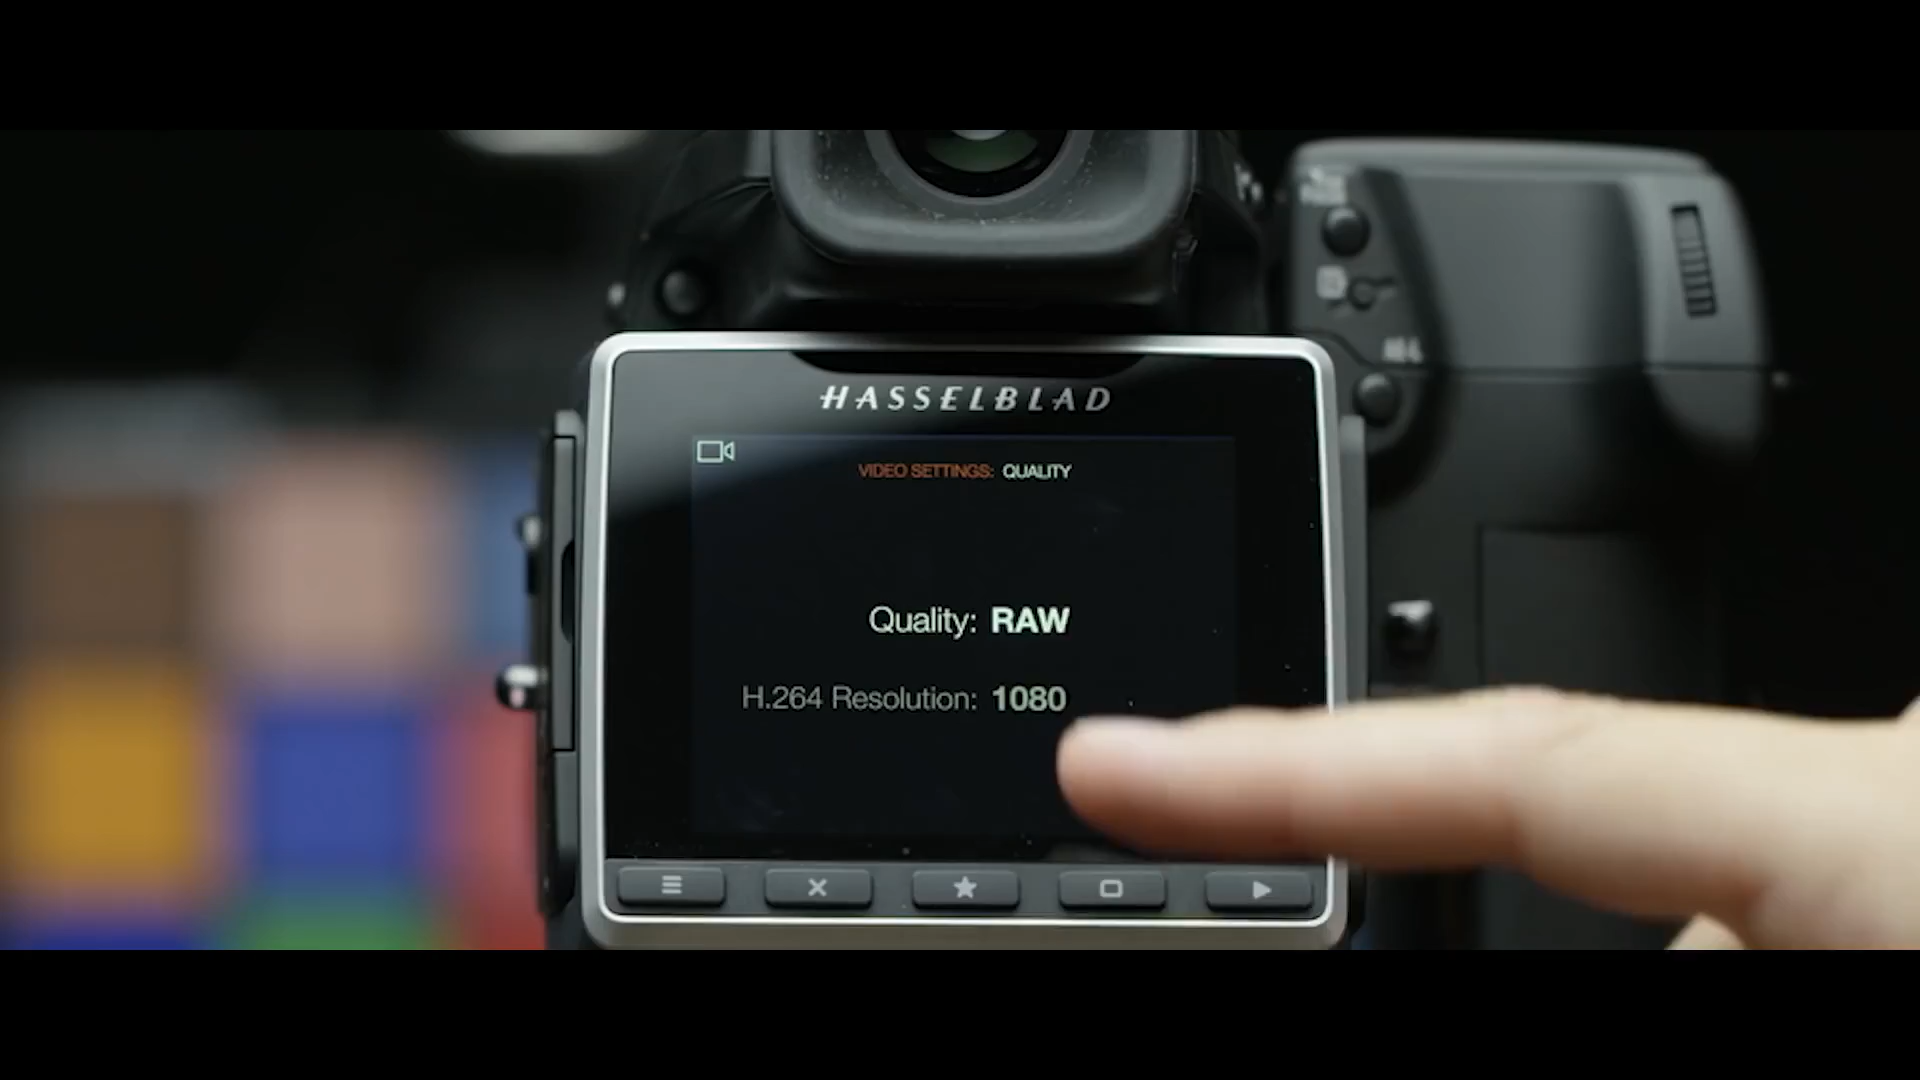 HASSELBLAD
VIDEO SETTINGS: QUALITY
Quality: RAW
H.264 Resolution: 1080